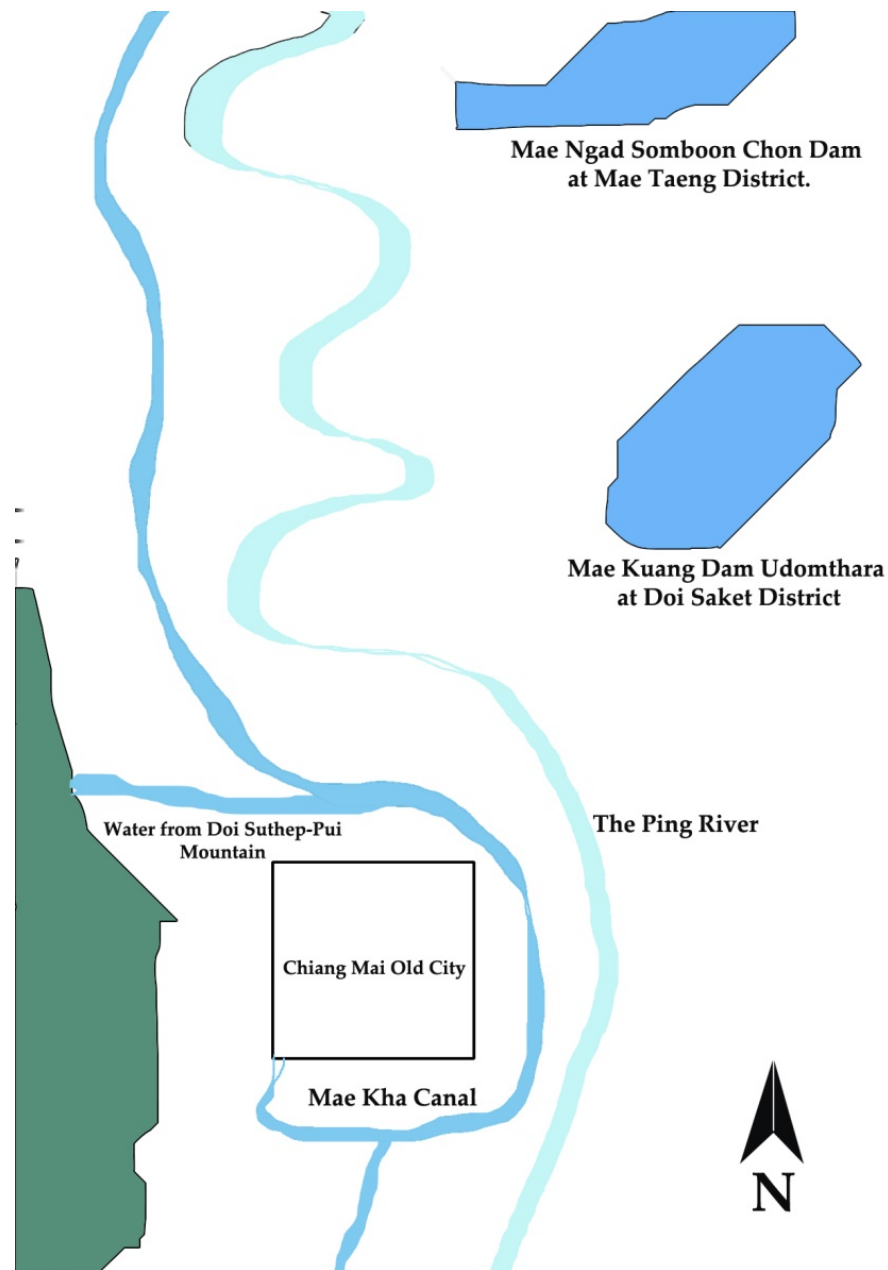 Mae Ngad Somboon Chon Dam
at Mae Taeng District.
Mae Kuang Dam Udomthara
at Doi Saket District
Water from Doi Suthep-Pui
Mountain
The Ping River
Chiang Mai Old City
Mae Kha Canal
N